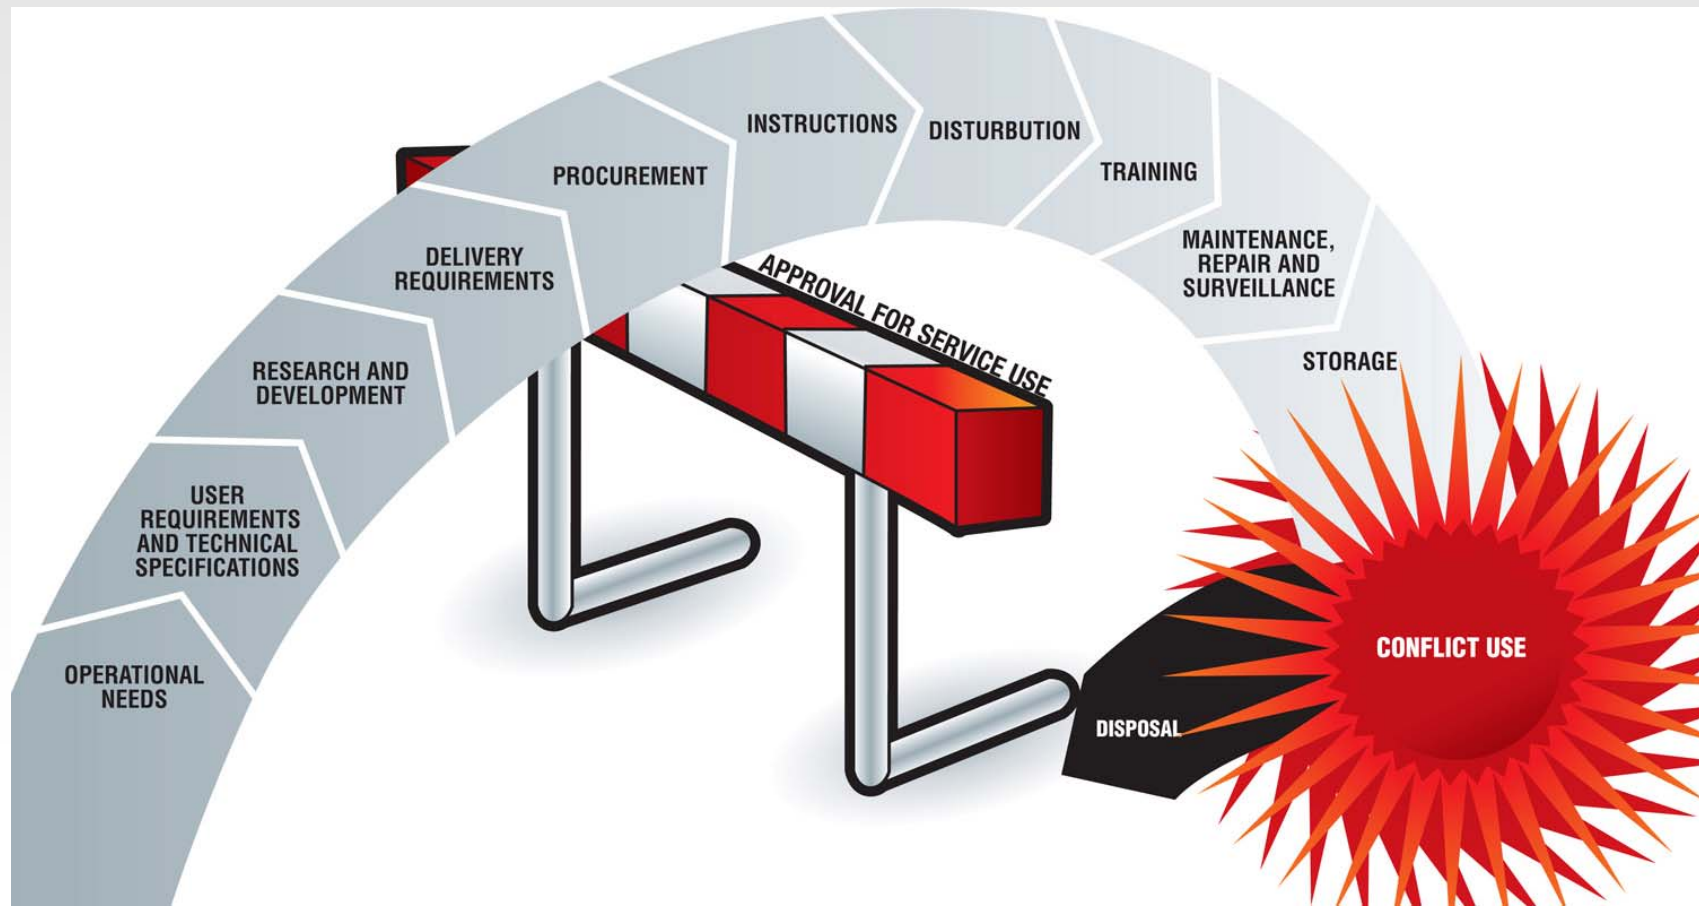 OPERATIONAL
NEEDS
USER
REQUIREMENTS
AND TECHNICAL
SPECIFICATIONS
RESEARCH AND
DEVELOPMENT
DELIVERY
REQUIREMENTS
PROCUREMENT
INSTRUCTIONS
DISTURBUTION
TRAINING
MAINTENANCE,
REPAIR AND
SURVEILLANCE
STORAGE
APPROVAL FOR SERVICE USE
CONFLICT USE
DISPOSAL